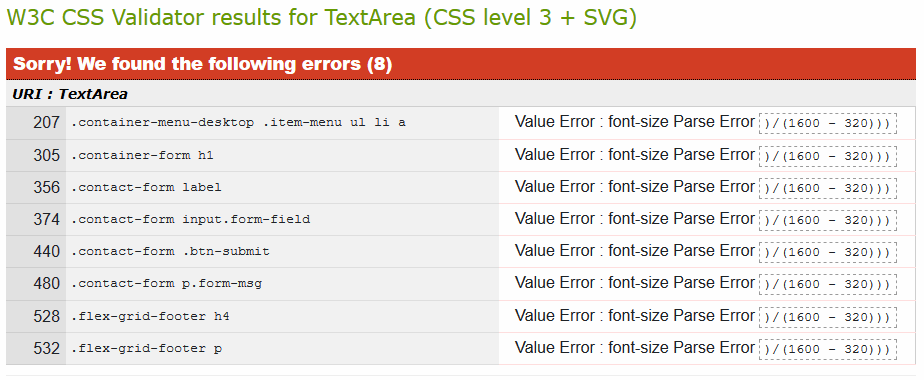 W3C CSS Validator results for TextArea (CSS level 3 + SVG)
Sorry! We found the following errors (8)
URI : TextArea
207 .container-menu-desktop .item-menu ul li a Value Error : font-size Parse Error )/(1600 - 320)))
305 .container-form h1 Value Error : font-size Parse Error )/(1600 - 320)))
356 .contact-form label Value Error : font-size Parse Error )/(1600 - 320)))
374 .contact-form input.form-field Value Error : font-size Parse Error )/(1600 - 320)))
440 .contact-form .btn-submit Value Error : font-size Parse Error )/(1600 - 320)))
480 .contact-form p.form-msg Value Error : font-size Parse Error )/(1600 - 320)))
528 .flex-grid-footer h4 Value Error : font-size Parse Error )/(1600 - 320)))
532 .flex-grid-footer p Value Error : font-size Parse Error )/(1600 - 320)))